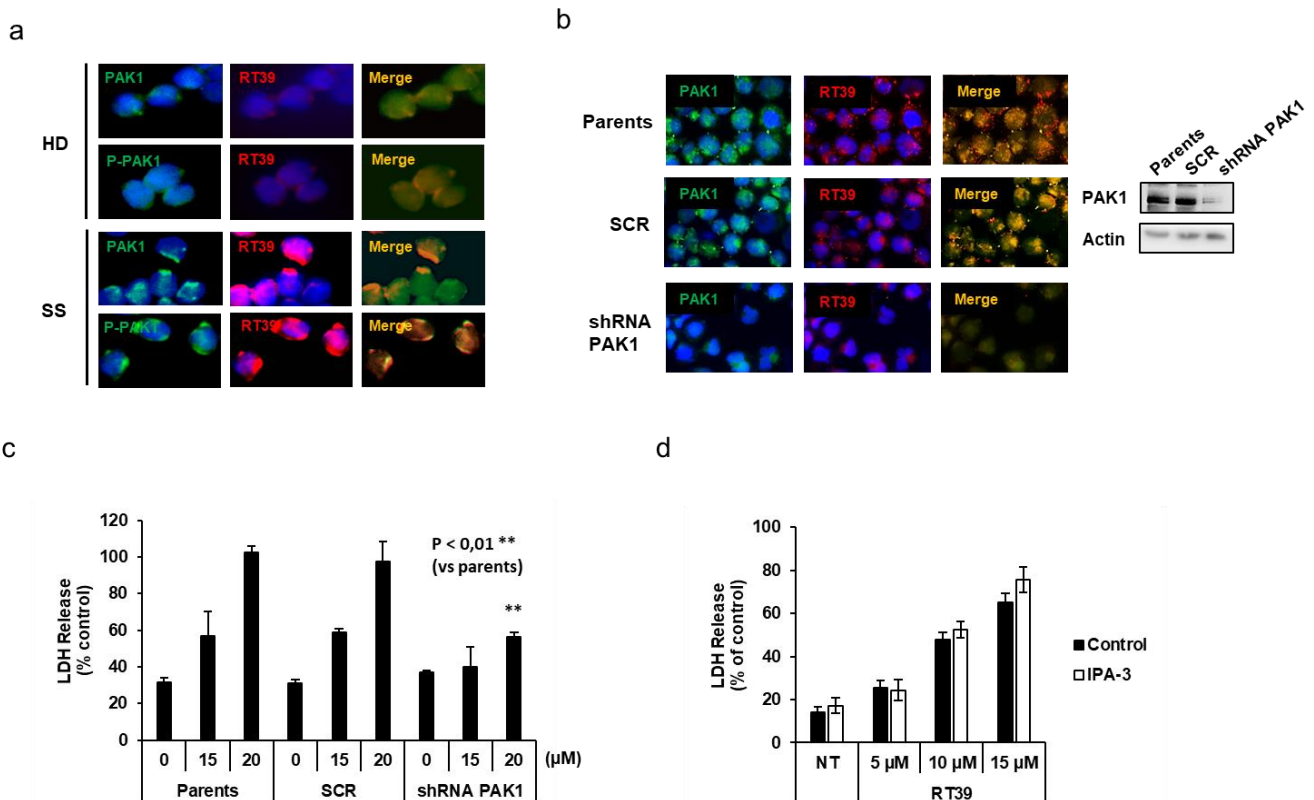 a
HD
PAK1 RT39 Merge
P-PAK1 RT39 Merge
SS
PAK1 RT39 Merge
P-PAK1 RT39 Merge
b
Parents
PAK1 RT39 Merge
SCR
PAK1 RT39 Merge
shRNA
PAK1
PAK1 RT39 Merge
Parents
SCR
shRNA PAK1
PAK1
Actin
c
LDH Release
(% control)
120
100
80
60
40
20
0
P < 0,01 **
(vs parents)
**
0 15 20 0 15 20 0 15 20 (μM)
Parents SCR shRNA PAK1
d
LDH Release
(% of control)
100
80
60
40
20
0
Control
IPA-3
NT 5 μM 10 μM 15 μM
RT39